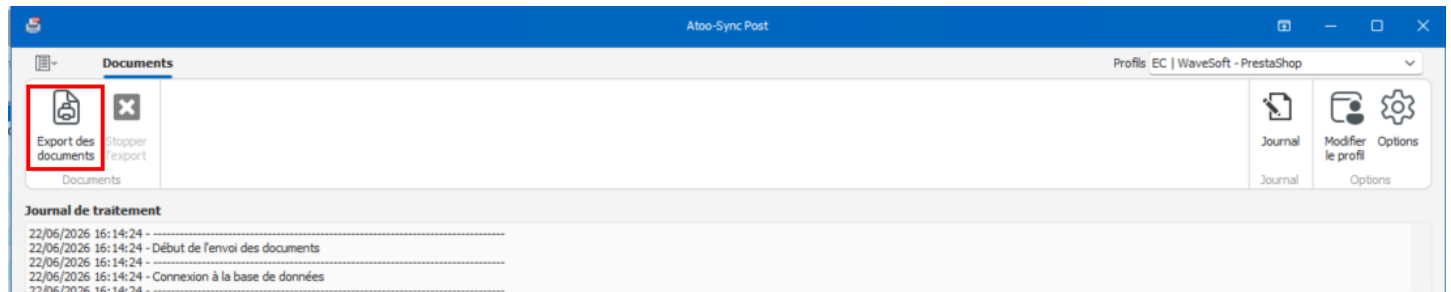 Atoo-Sync Post
Documents
Profils EC | WaveSoft - PrestaShop
Export des documents
Stopper l'export
Journal
Modifier le profil
Options
Documents
Journal
Options
Journal de traitement
22/06/2026 16:14:24 - --------------------------------------------------------------------------------
22/06/2026 16:14:24 - Début de l'envoi des documents
22/06/2026 16:14:24 - --------------------------------------------------------------------------------
22/06/2026 16:14:24 - Connexion à la base de données
22/06/2026 16:14:24 - --------------------------------------------------------------------------------